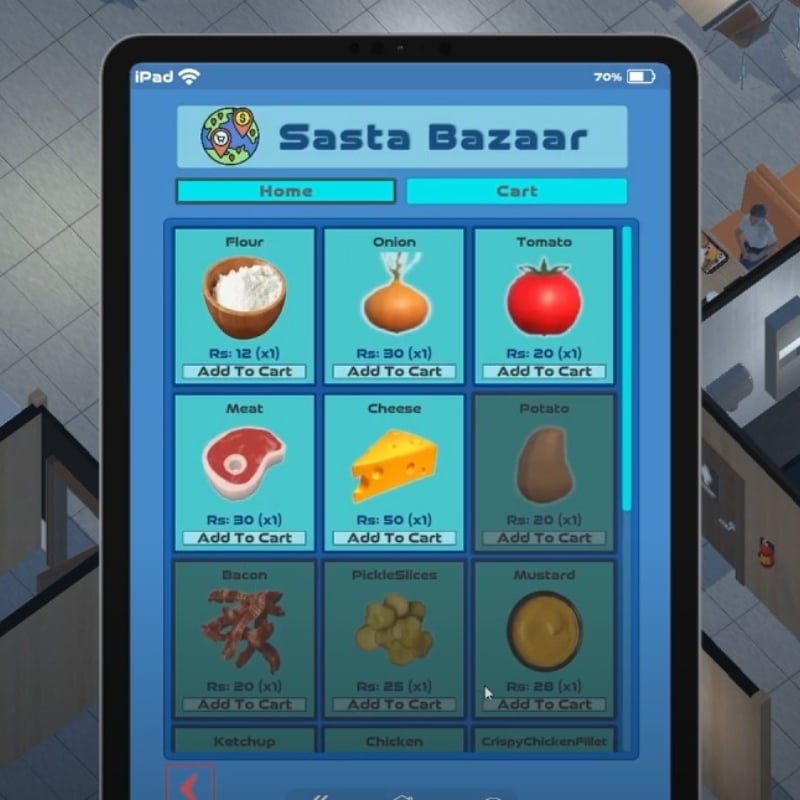 iPad
70%
Sasta Bazaar
Home
Cart
Flour
Onion
Tomato
Rs: 12 (x1)
Rs: 30 (x1)
Rs: 20 (x1)
Add To Cart
Add To Cart
Add To Cart
Meat
Cheese
Potato
Rs: 30 (x1)
Rs: 50 (x1)
Rs: 20 (x1)
Add To Cart
Add To Cart
Add To Cart
Bacon
PickleSlices
Mustard
Rs: 20 (x1)
Rs: 25 (x1)
Rs: 28 (x1)
Add To Cart
Add To Cart
Add To Cart
Ketchup
Chicken
CrispyChickenFillet